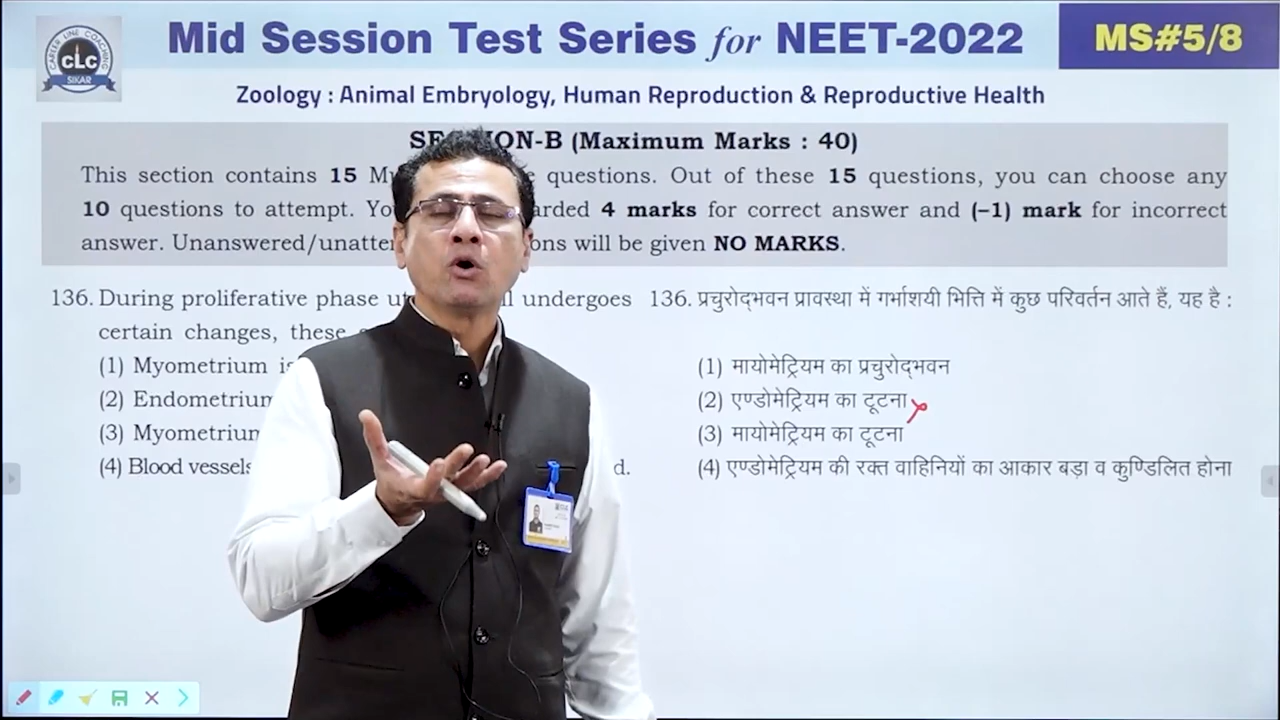 CAREER LINE COACHING
CLC
SIKAR
Mid Session Test Series for NEET-2022
MS#5/8
Zoology : Animal Embryology, Human Reproduction & Reproductive Health
SE ON-B (Maximum Marks : 40)
This section contains 15 questions. Out of these 15 questions, you can choose any
10 questions to attempt. 4 marks for correct answer and (–1) mark for incorrect
answer. will be given NO MARKS.
136. During proliferative phase undergoes
certain changes, these
(1) Myometrium
(2) Endometrium
(3) Myometrium
(4) Blood vessels d.
136. प्रचुरोद्भवन प्रावस्था में गर्भाशयी भित्ति में कुछ परिवर्तन आते हैं, यह है :
(1) मायोमेट्रियम का प्रचुरोद्भवन
(2) एण्डोमेट्रियम का टूटना
(3) मायोमेट्रियम का टूटना
(4) एण्डोमेट्रियम की रक्त वाहिनियों का आकार बड़ा व कुण्डिलित होना